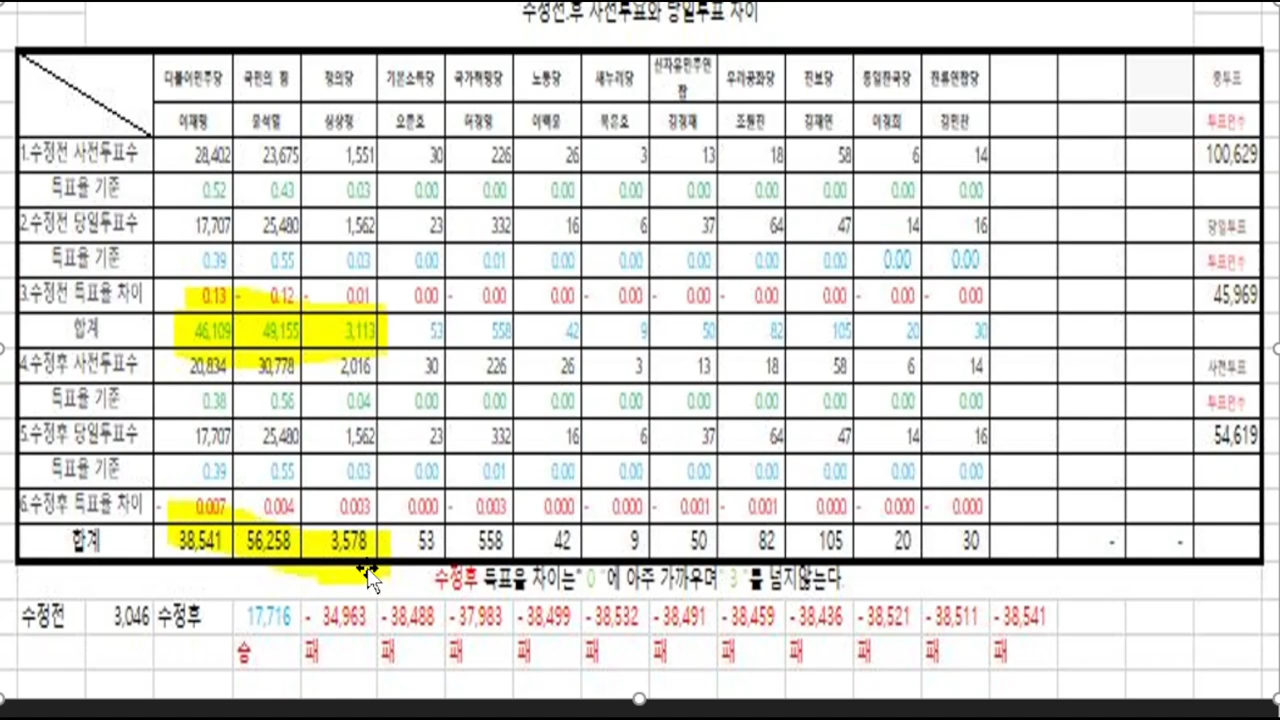 수정전.후 사전투표와 당일투표 차이
더불어민주당 국민의 힘 정의당 기본소득당 국가혁명당 노동당 새누리당 신자유민주연합 우리공화당 진보당 통일한국당 한류연합당 총투표
이재명 윤석열 심상정 오준호 허경영 이백윤 옥은호 김경재 조원진 김재연 이경희 김민찬 투표인수
1.수정전 사전투표수 28,402 23,675 1,551 30 226 26 3 13 18 58 6 14 100,629
득표율 기준 0.52 0.43 0.03 0.00 0.00 0.00 0.00 0.00 0.00 0.00 0.00 0.00
2.수정전 당일투표수 17,707 25,480 1,562 23 332 16 6 37 64 47 14 16 당일투표
득표율 기준 0.39 0.55 0.03 0.00 0.01 0.00 0.00 0.00 0.00 0.00 0.00 0.00 투표인수
3.수정전 득표율 차이 0.13 - 0.12 - 0.01 0.00 - 0.00 0.00 - 0.00 - 0.00 - 0.00 - 0.00 - 0.00 - 0.00 45,969
합계 46,109 49,155 3,113 53 558 42 9 50 82 105 20 30
4.수정후 사전투표수 20,834 30,778 2,016 30 226 26 3 13 18 58 6 14 사전투표
득표율 기준 0.38 0.56 0.04 0.00 0.00 0.00 0.00 0.00 0.00 0.00 0.00 0.00 투표인수
5.수정후 당일투표수 17,707 25,480 1,562 23 332 16 6 37 64 47 14 16 54,619
득표율 기준 0.39 0.55 0.03 0.00 0.01 0.00 0.00 0.00 0.00 0.00 0.00 0.00
6.수정후 득표율 차이 - 0.007 0.004 0.003 0.000 - 0.003 0.000 - 0.000 - 0.001 - 0.001 - 0.000 - 0.000 - 0.000
합계 38,541 56,258 3,578 53 558 42 9 50 82 105 20 30 - -
수정후 득표율 차이는" 0 "에 아주 가까우며" 3 "를 넘지않는다.
수정전 3,046 수정후 17,716 - 34,963 - 38,488 - 37,983 - 38,499 - 38,532 - 38,491 - 38,459 - 38,436 - 38,521 - 38,511 - 38,541
승 패 패 패 패 패 패 패 패 패 패 패